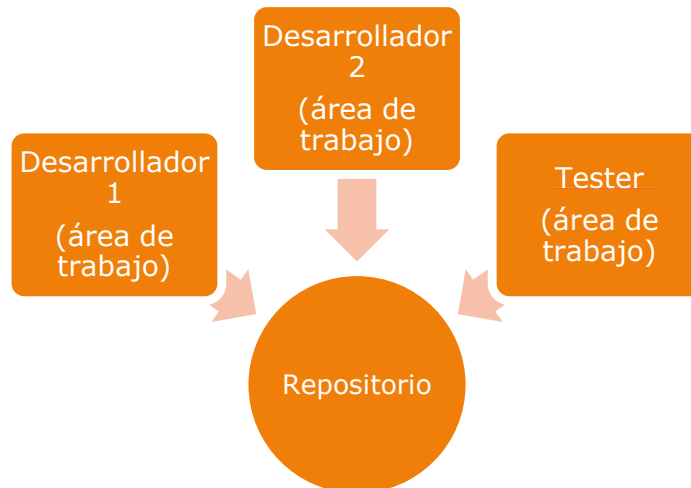 Desarrollador
1
(área de
trabajo)
Desarrollador
2
(área de
trabajo)
Tester
(área de
trabajo)
Repositorio